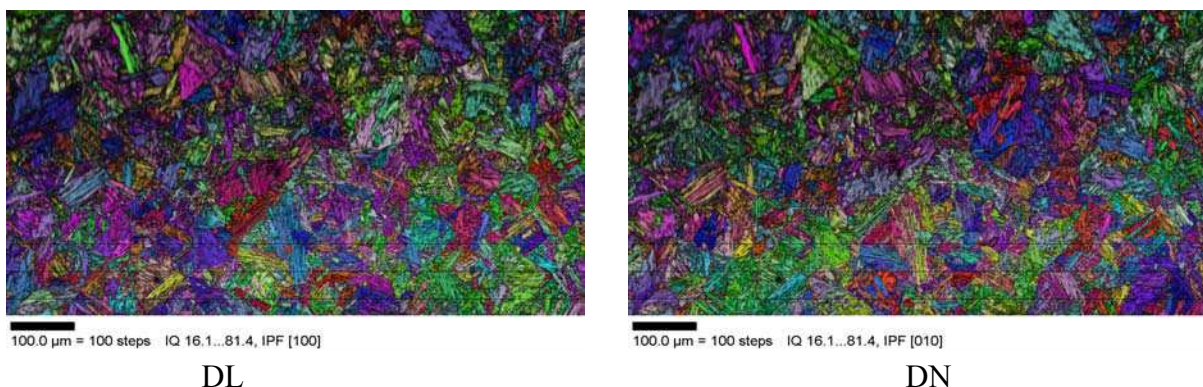 100.0 µm = 100 steps IQ 16.1...81.4, IPF [100]
100.0 µm = 100 steps IQ 16.1...81.4, IPF [010]
DL
DN